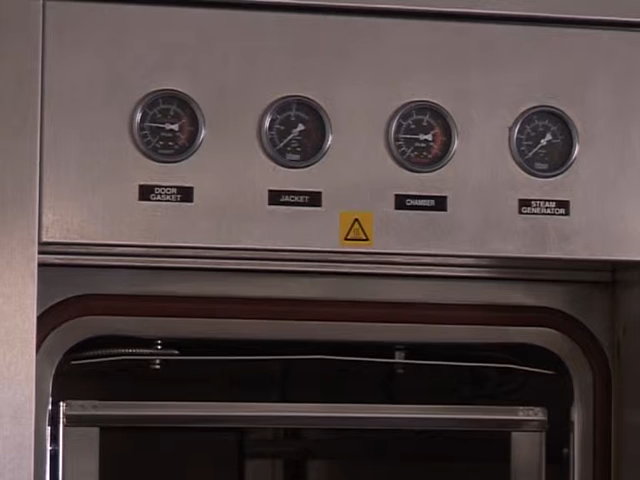 DOOR
GASKET
JACKET
CHAMBER
STEAM
GENERATOR